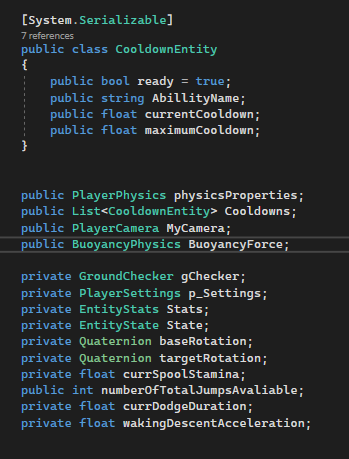 [System.Serializable]
7 references
public class CooldownEntity
{
public bool ready = true;
public string AbillityName;
public float currentCooldown;
public float maximumCooldown;
}
public PlayerPhysics physicsProperties;
public List<CooldownEntity> Cooldowns;
public PlayerCamera MyCamera;
public BuoyancyPhysics BuoyancyForce;
private GroundChecker gChecker;
private PlayerSettings p_Settings;
private EntityStats Stats;
private EntityState State;
private Quaternion baseRotation;
private Quaternion targetRotation;
private float currSpoolStamina;
public int numberOfTotalJumpsAvaliable;
private float currDodgeDuration;
private float wakingDescentAcceleration;